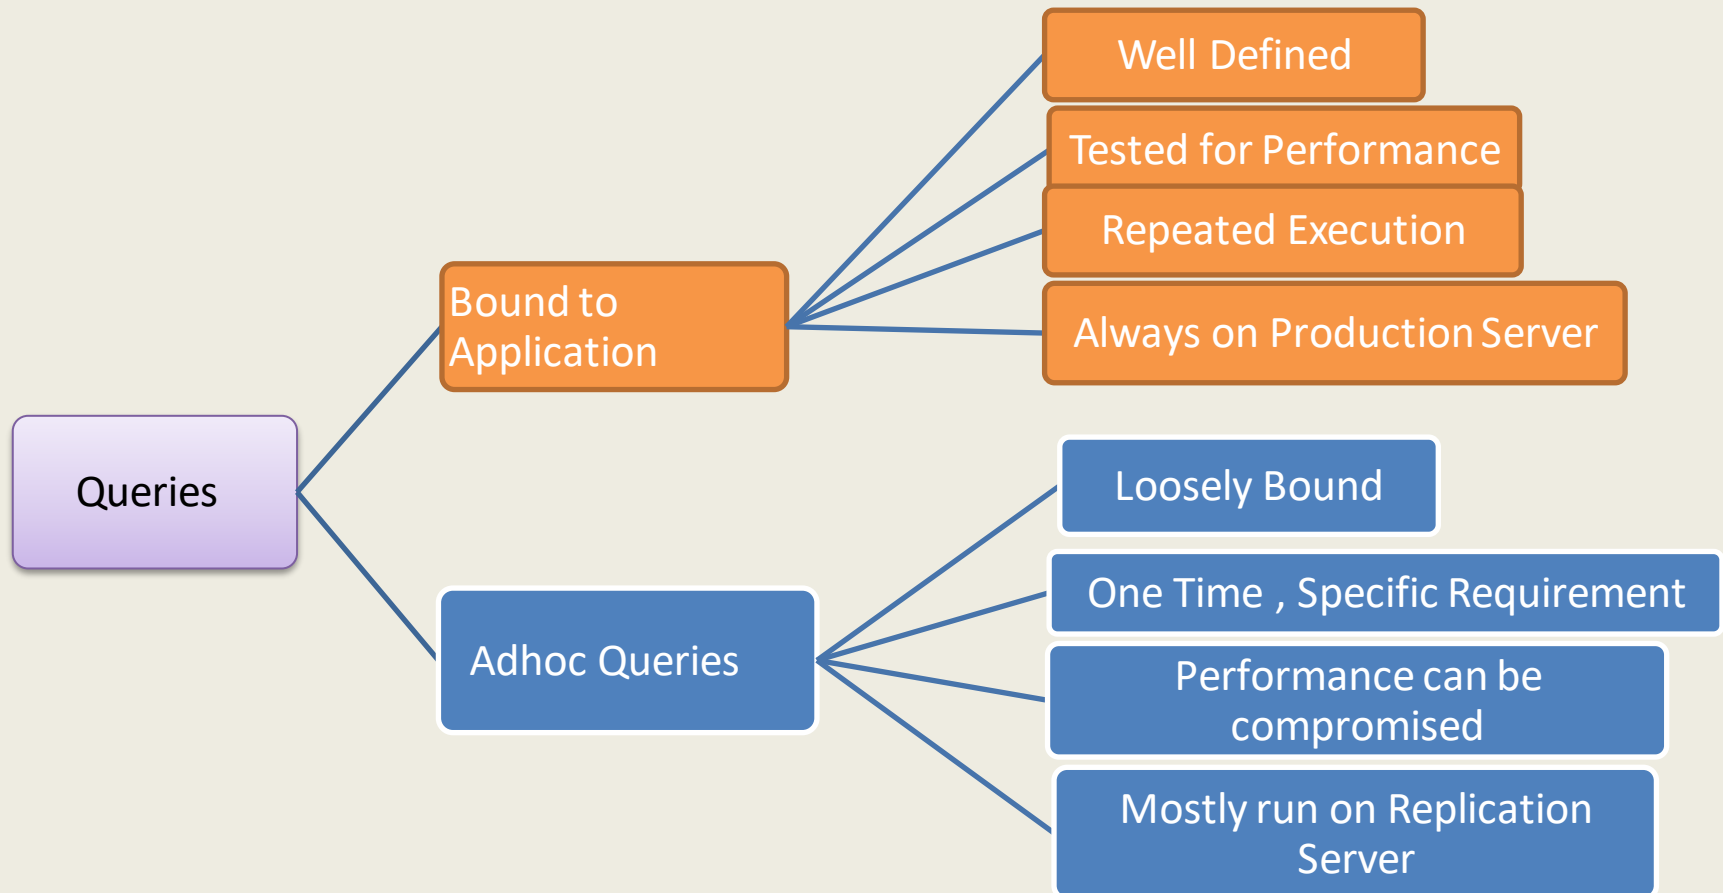 Queries
Bound to
Application
Well Defined
Tested for Performance
Repeated Execution
Always on Production Server
Adhoc Queries
Loosely Bound
One Time , Specific Requirement
Performance can be
compromised
Mostly run on Replication
Server